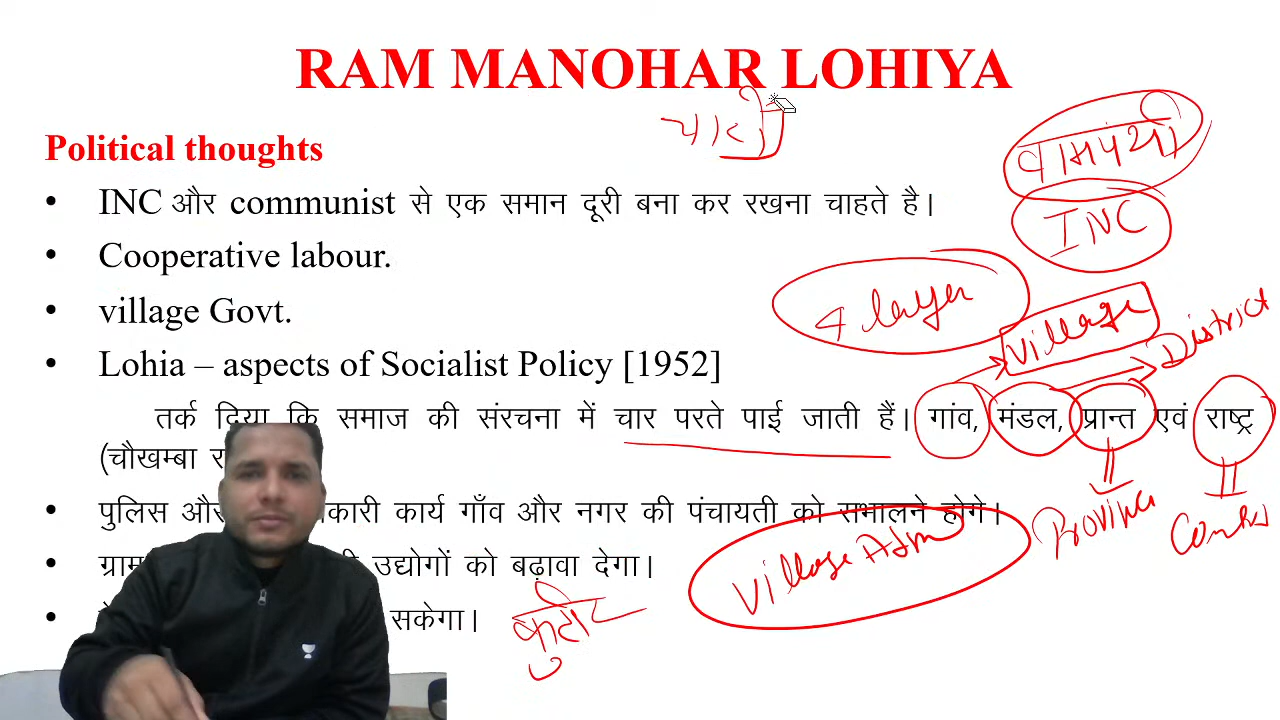 RAM MANOHAR LOHIYA
Political thoughts
वामपंथी
• INC और communist से एक समान दूरी बना कर रखना चाहते है।
INC
• Cooperative labour.
4 layer
• village Govt.
Village
District
• Lohia – aspects of Socialist Policy [1952]
तर्क दिया कि समाज की संरचना में चार परते पाई जाती हैं। गांव, मंडल, प्रान्त एवं राष्ट्र
(चौखम्बा
• पुलिस और कारी कार्य गाँव और नगर की पंचायती को सभालने होगे।
Province
Village Adm
• ग्राम उद्योगों को बढ़ावा देगा।
• सकेगा।
कुटीर